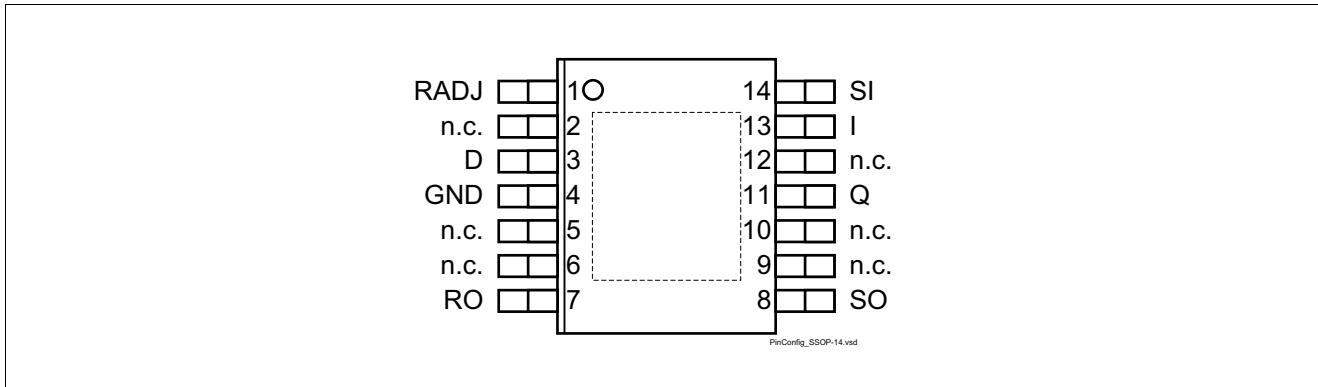 RADJ 1 14 SI
n.c. 2 13 I
D 3 12 n.c.
GND 4 11 Q
n.c. 5 10 n.c.
n.c. 6 9 n.c.
RO 7 8 SO
PinConfig_SSOP-14.vsd